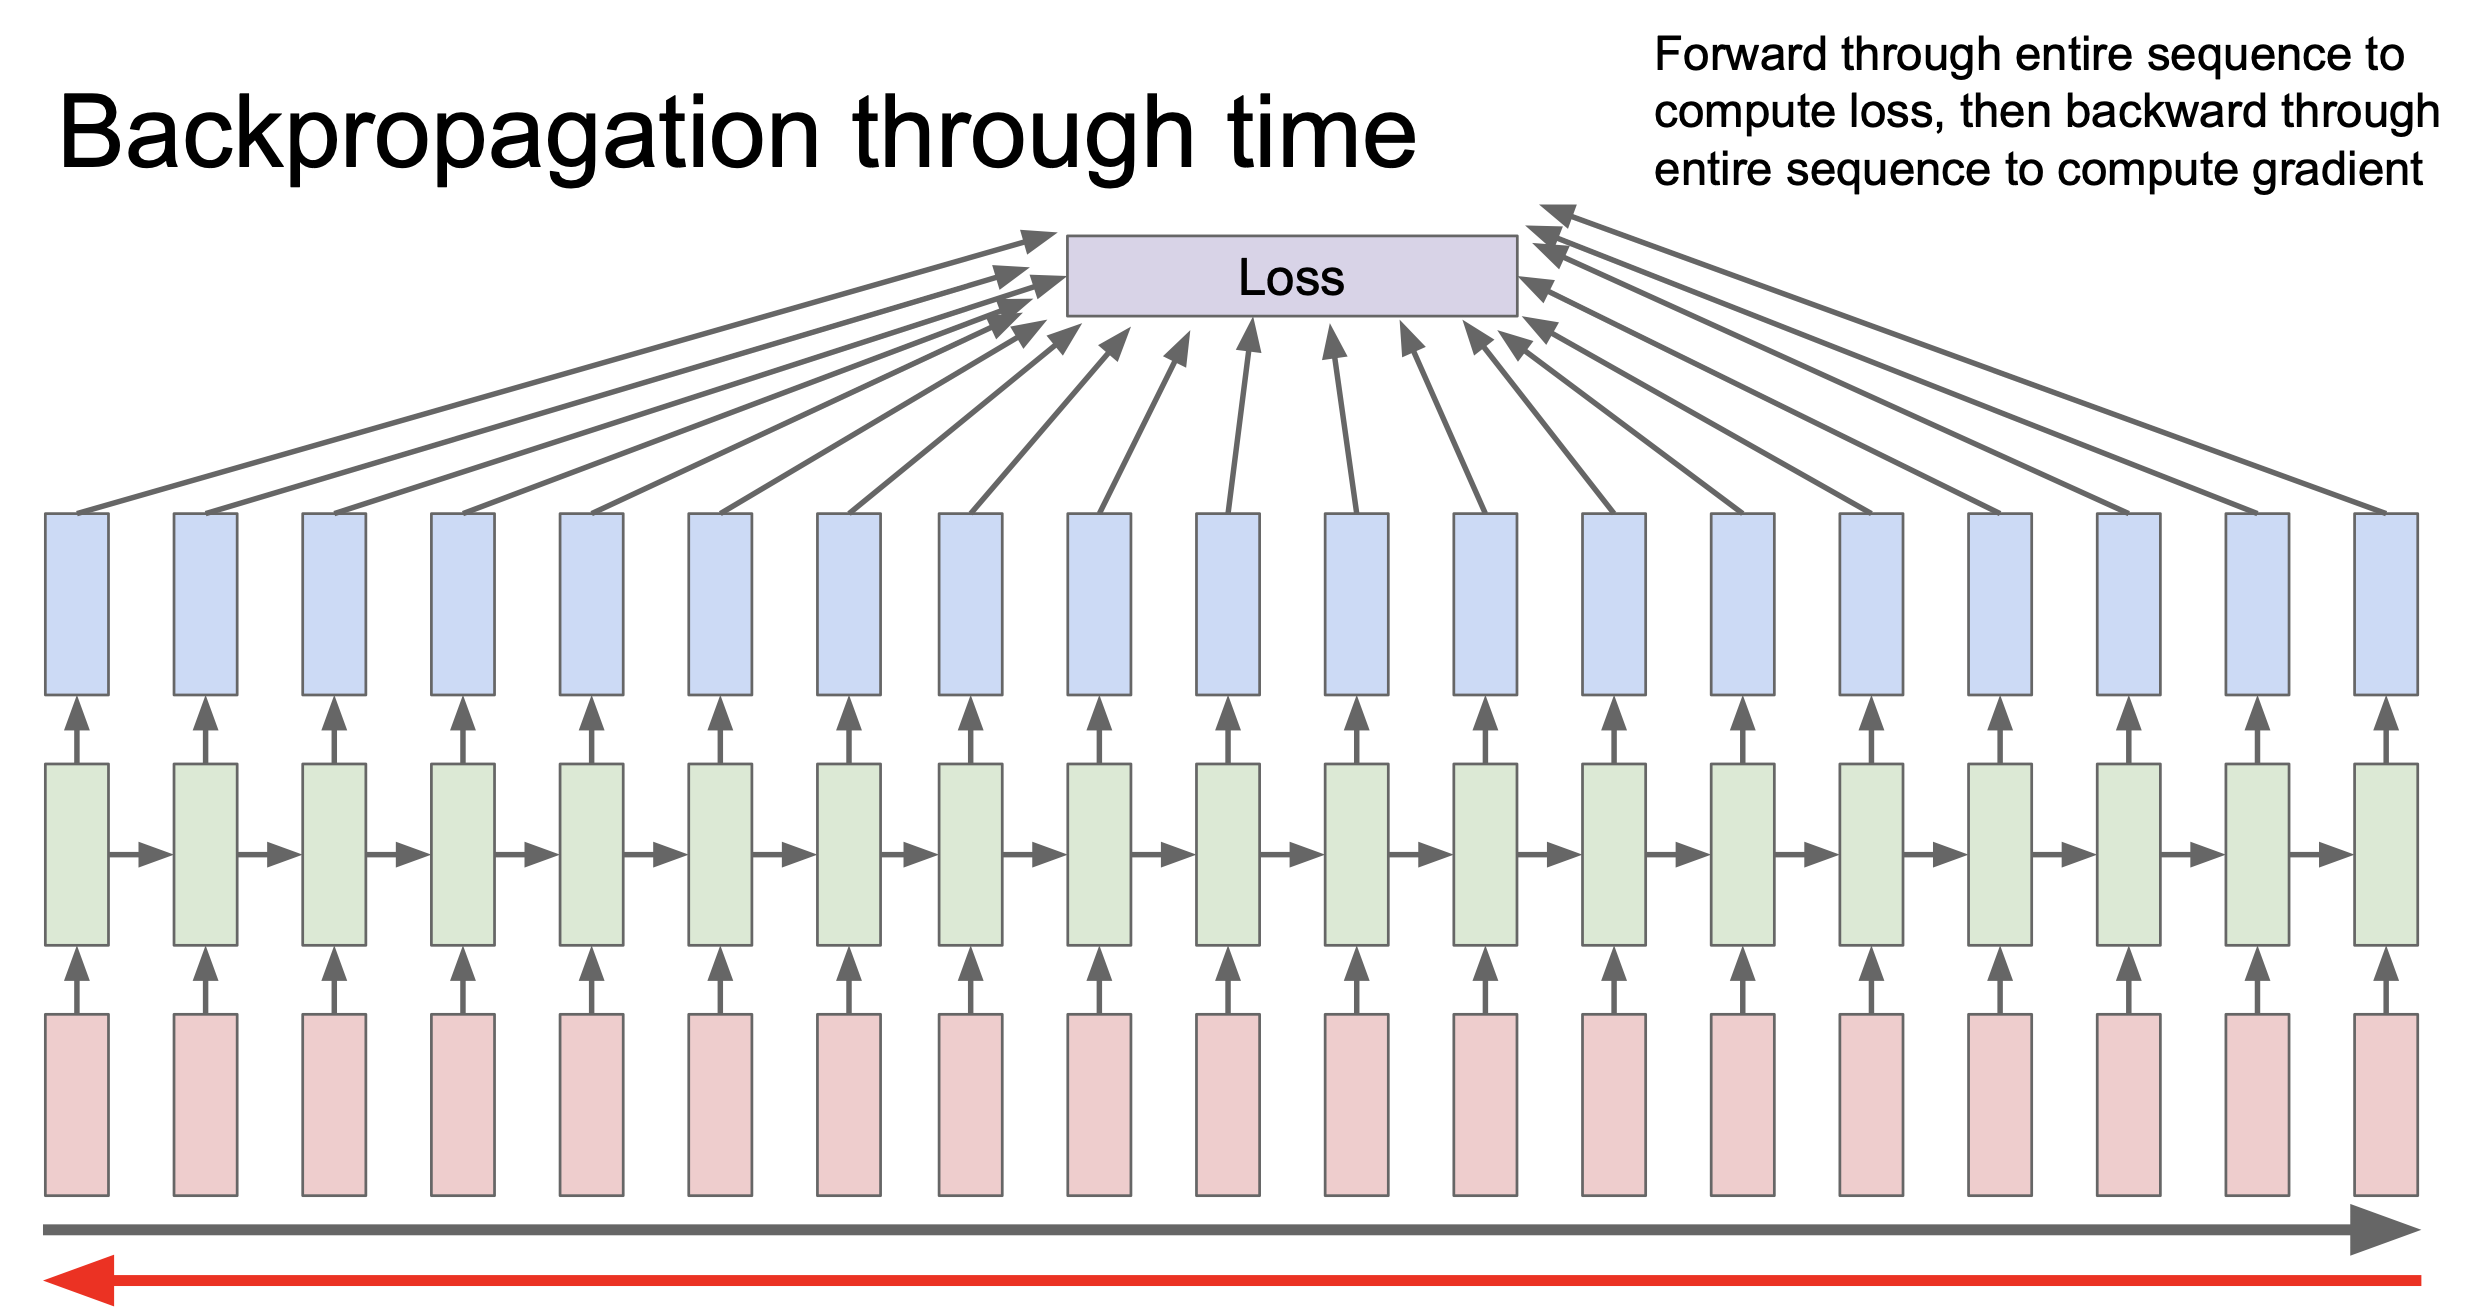 Backpropagation through time
Forward through entire sequence to
compute loss, then backward through
entire sequence to compute gradient
Loss